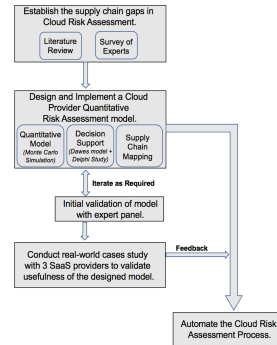 Establish the supply chain gaps in
Cloud Risk Assessment.
Literature
Review
Survey of
Experts
Design and Implement a Cloud
Provider Quantitative
Risk Assessment model.
Quantitative
Model
(Monte Carlo
Simulation)
Decision
Support
(Dawes model +
Delphi Study)
Supply
Chain
Mapping
Iterate as Required
Initial validation of model
with expert panel.
Conduct real-world cases study
with 3 SaaS providers to validate
usefulness of the designed model.
Feedback
Automate the Cloud Risk
Assessment Process.